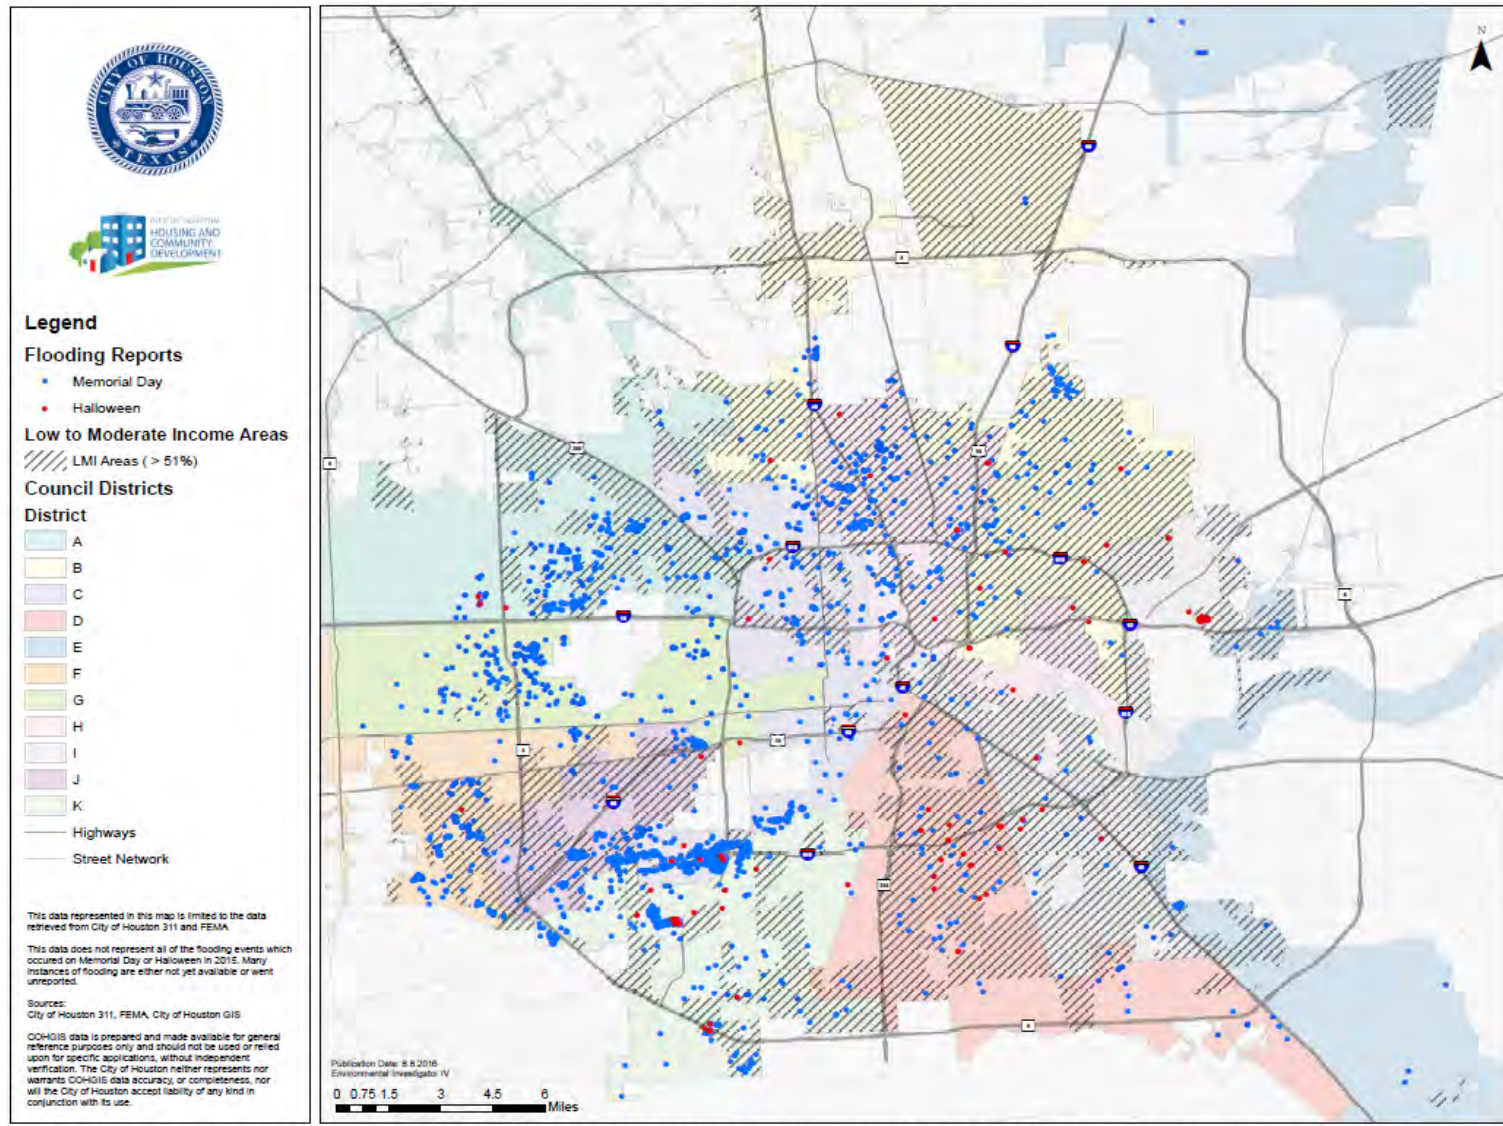 CITY OF HOUSTON
TEXAS
HOUSING AND
COMMUNITY
DEVELOPMENT
Legend
Flooding Reports
Memorial Day
Halloween
Low to Moderate Income Areas
LMI Areas ( > 51%)
Council Districts
District
A
B
C
D
E
F
G
H
I
J
K
Highways
Street Network
This data represented in this map is limited to the data
retrieved from City of Houston 311 and FEMA
This data does not represent all of the flooding events which
occured on Memorial Day or Halloween in 2015. Many
instances of flooding are either not yet available or went
unreported.
Sources:
City of Houston 311, FEMA, City of Houston GIS
COHGIS data is prepared and made available for general
reference purposes only and should not be used or relied
upon for specific applications, without independent
verification. The City of Houston neither represents nor
warrants COHGIS data accuracy, or completeness, nor
will the City of Houston accept liability of any kind in
conjunction with its use.
N
Publication Date: 8.8.2016
Environmental Investigator IV
0 0.75 1.5 3 4.5 6
Miles